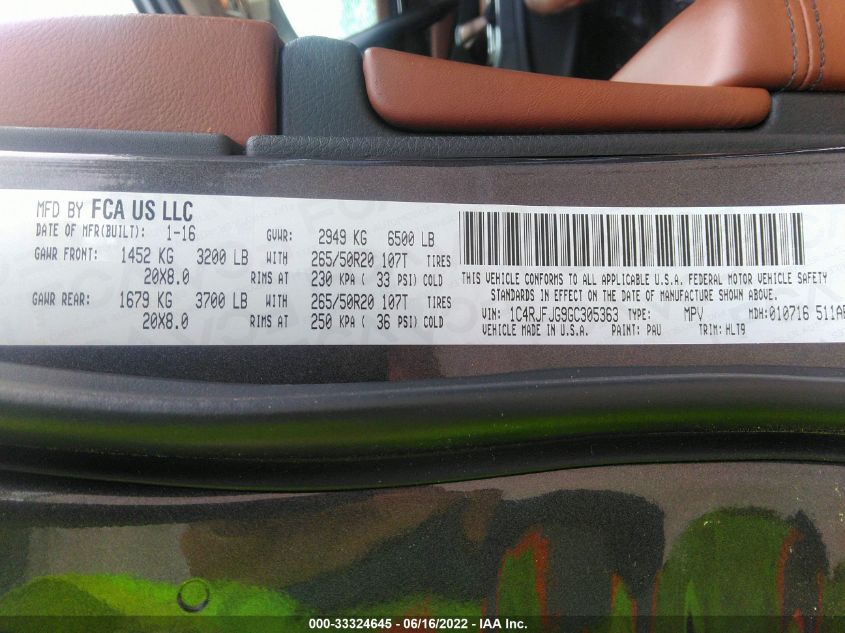 MFD BY FCA US LLC
DATE OF MFR(BUILT): 1-16 GVWR: 2949 KG 6500 LB
GAWR FRONT: 1452 KG 3200 LB WITH 265/50R20 107T TIRES
20X8.0 RIMS AT 230 KPA ( 33 PSI) COLD
GAWR REAR: 1679 KG 3700 LB WITH 265/50R20 107T TIRES
20X8.0 RIMS AT 250 KPA ( 36 PSI) COLD
THIS VEHICLE CONFORMS TO ALL APPLICABLE U.S.A. FEDERAL MOTOR VEHICLE SAFETY
STANDARDS IN EFFECT ON THE DATE OF MANUFACTURE SHOWN ABOVE.
VIN: 1C4RJFJG9GC305363 TYPE: MPV MDH: 010716 511AE
VEHICLE MADE IN U.S.A. PAINT: PAU TRIM: HLT9
000-33324645 - 06/16/2022 - IAA Inc.